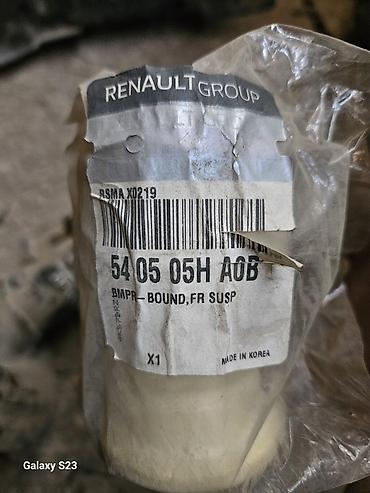 RENAULT GROUP
RSMA X0219
54 05 05H A0B
BMPR-BOUND,FR SUSP
X1
MADE IN KOREA
Galaxy S23